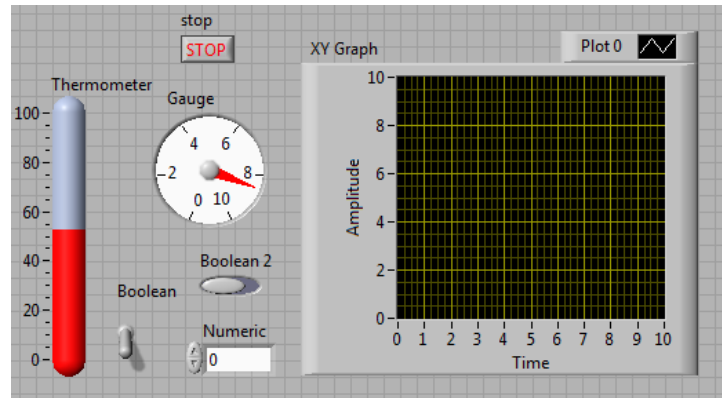 stop
STOP
Thermometer
100
80
60
40
20
0
Gauge
4 6
2 8
0 10
Boolean 2
Boolean
Numeric
0
XY Graph
Plot 0
10
8
6
4
2
0
Amplitude
0 1 2 3 4 5 6 7 8 9 10
Time